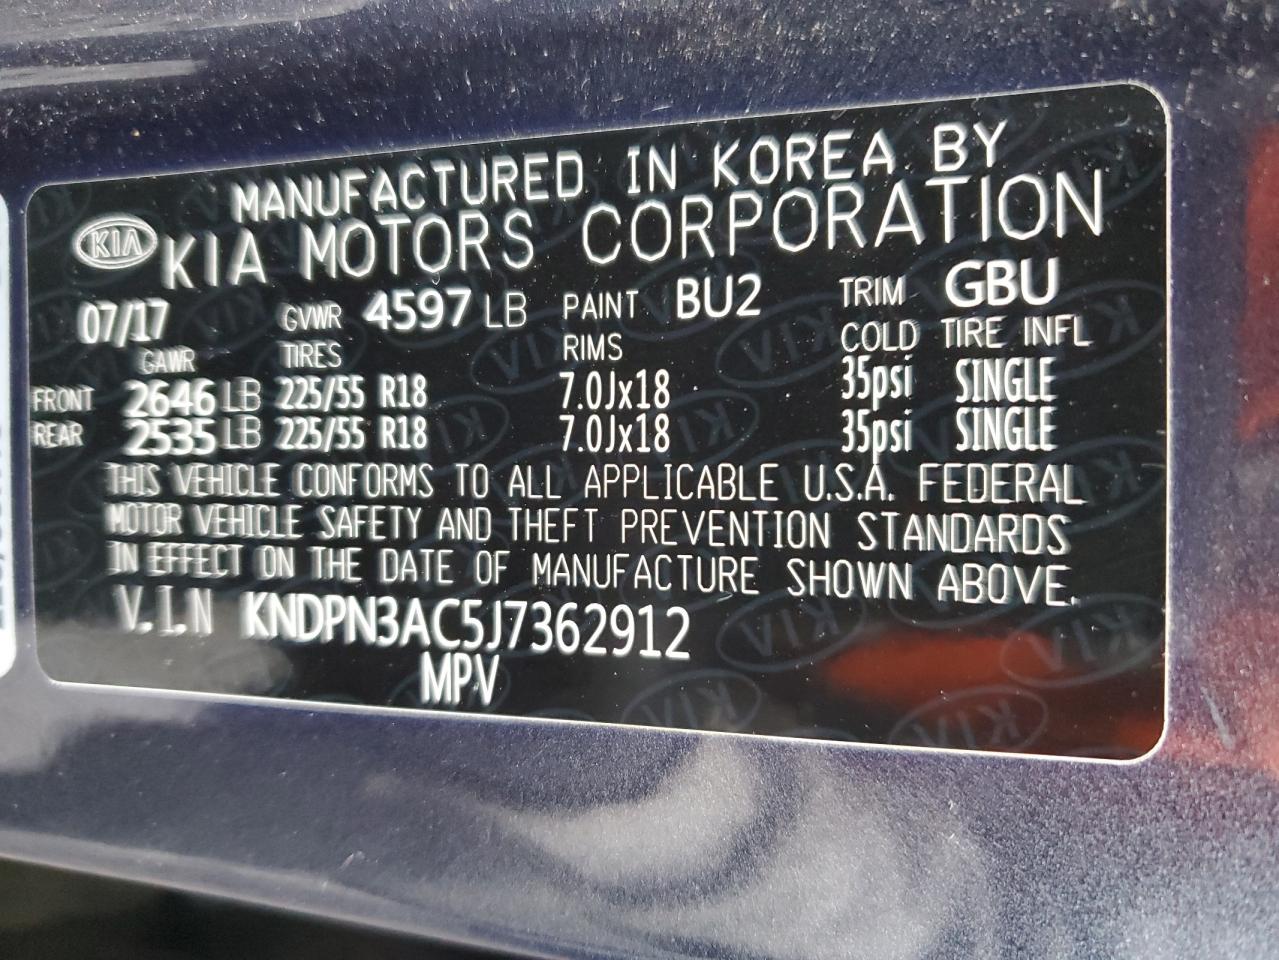 MANUFACTURED IN KOREA BY
KIA KIA MOTORS CORPORATION
07/17 GVWR 4597 LB PAINT BU2 TRIM GBU
GAWR TIRES RIMS COLD TIRE INFL
FRONT 2646 LB 225/55 R18 7.0Jx18 35psi SINGLE
REAR 2535 LB 225/55 R18 7.0Jx18 35psi SINGLE
THIS VEHICLE CONFORMS TO ALL APPLICABLE U.S.A. FEDERAL
MOTOR VEHICLE SAFETY AND THEFT PREVENTION STANDARDS
IN EFFECT ON THE DATE OF MANUFACTURE SHOWN ABOVE.
V.I.N KNDPN3AC5J7362912
MPV